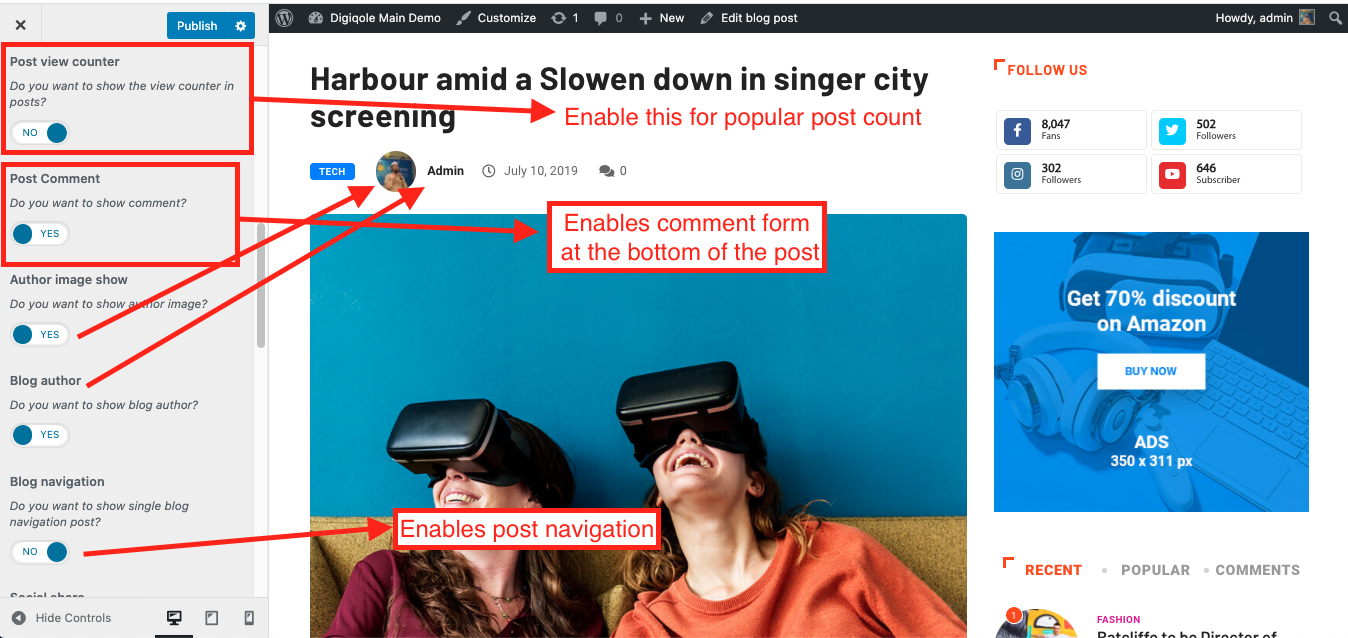 Publish
Digiqole Main Demo
Customize
1
0
New
Edit blog post
Howdy, admin
Post view counter
Do you want to show the view counter in
posts?
NO
Post Comment
Do you want to show comment?
YES
Author image show
Do you want to show author image?
YES
Blog author
Do you want to show blog author?
YES
Blog navigation
Do you want to show single blog
navigation post?
NO
Social share
Hide Controls
Harbour amid a Slowen down in singer city
screening
Enable this for popular post count
TECH
Admin
July 10, 2019
0
Enables comment form
at the bottom of the post
Enables post navigation
FOLLOW US
8,047
Fans
502
Followers
302
Followers
646
Subscriber
Get 70% discount
on Amazon
BUY NOW
ADS
350 x 311 px
RECENT
POPULAR
COMMENTS
1
FASHION
Ratcliffe to be Director of